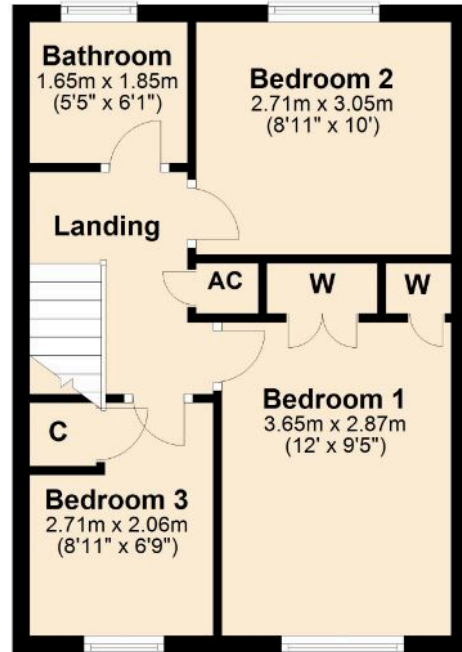 Bathroom
1.65m x 1.85m
(5'5" x 6'1")
Bedroom 2
2.71m x 3.05m
(8'11" x 10')
Landing
AC
W
W
Bedroom 1
3.65m x 2.87m
(12' x 9'5")
C
Bedroom 3
2.71m x 2.06m
(8'11" x 6'9")